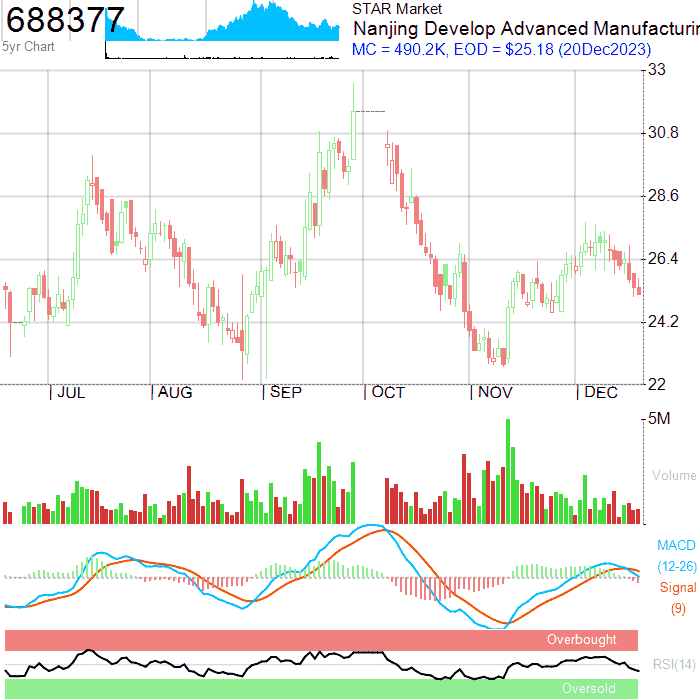 688377
5yr Chart
STAR Market
Nanjing Develop Advanced Manufacturin
MC = 490.2K, EOD = $25.18 (20Dec2023)
33
30.8
28.6
26.4
24.2
22
JUL AUG SEP OCT NOV DEC
5M
Volume
MACD
(12-26)
Signal
(9)
Overbought
RSI(14)
Oversold